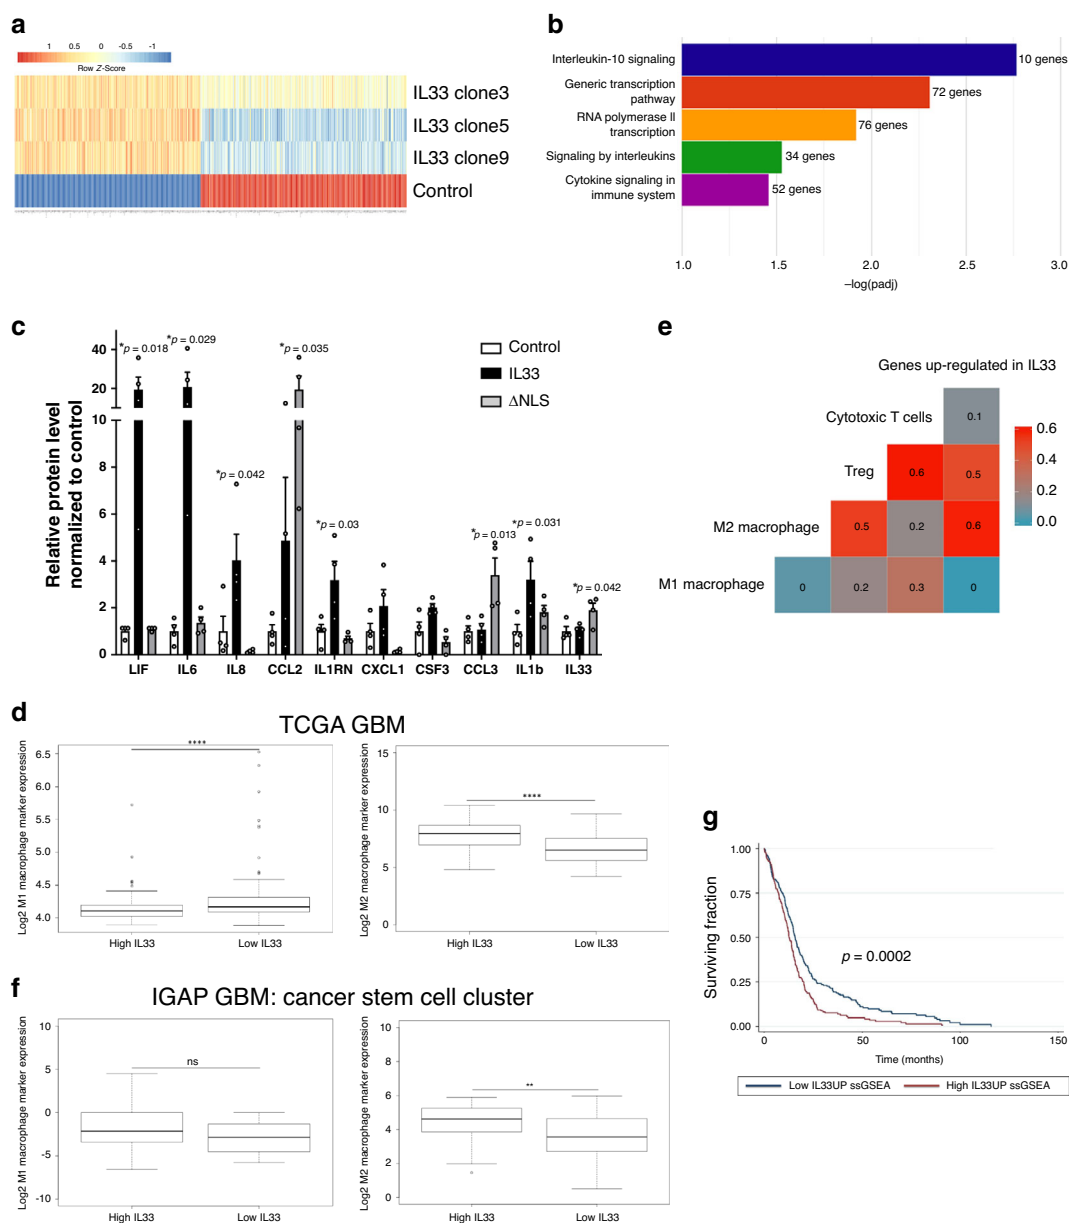 a
1 0.5 0 -0.5 -1
Row Z-Score
IL33 clone3
IL33 clone5
IL33 clone9
Control
b
Interleukin-10 signaling
10 genes
Generic transcription
pathway
72 genes
RNA polymerase II
transcription
76 genes
Signaling by interleukins
34 genes
Cytokine signaling in
immune system
52 genes
1.0 1.5 2.0 2.5 3.0
–log(padj)
c
Relative protein level
normalized to control
40
20
10
8
6
4
2
0
*p = 0.018
*p = 0.029
*p = 0.042
*p = 0.035
*p = 0.03
*p = 0.013
*p = 0.031
*p = 0.042
Control
IL33
ΔNLS
LIF IL6 IL8 CCL2 IL1RN CXCL1 CSF3 CCL3 IL1b IL33
e
Genes up-regulated in IL33
Cytotoxic T cells
0.1
Treg
0.6 0.5
M2 macrophage
0.5 0.2 0.6
M1 macrophage
0 0.2 0.3 0
0.6
0.4
0.2
0.0
d
TCGA GBM
Log2 M1 macrophage marker expression
6.5
6.0
5.5
5.0
4.5
4.0
****
High IL33 Low IL33
Log2 M2 macrophage marker expression
15
10
5
0
****
High IL33 Low IL33
f
IGAP GBM: cancer stem cell cluster
Log2 M1 macrophage marker expression
10
5
0
-5
-10
ns
High IL33 Low IL33
Log2 M2 macrophage marker expression
10
8
6
4
2
0
**
High IL33 Low IL33
g
Surviving fraction
1.00
0.75
0.50
0.25
0.00
p = 0.0002
0 50 100 150
Time (months)
Low IL33UP ssGSEA High IL33UP ssGSEA